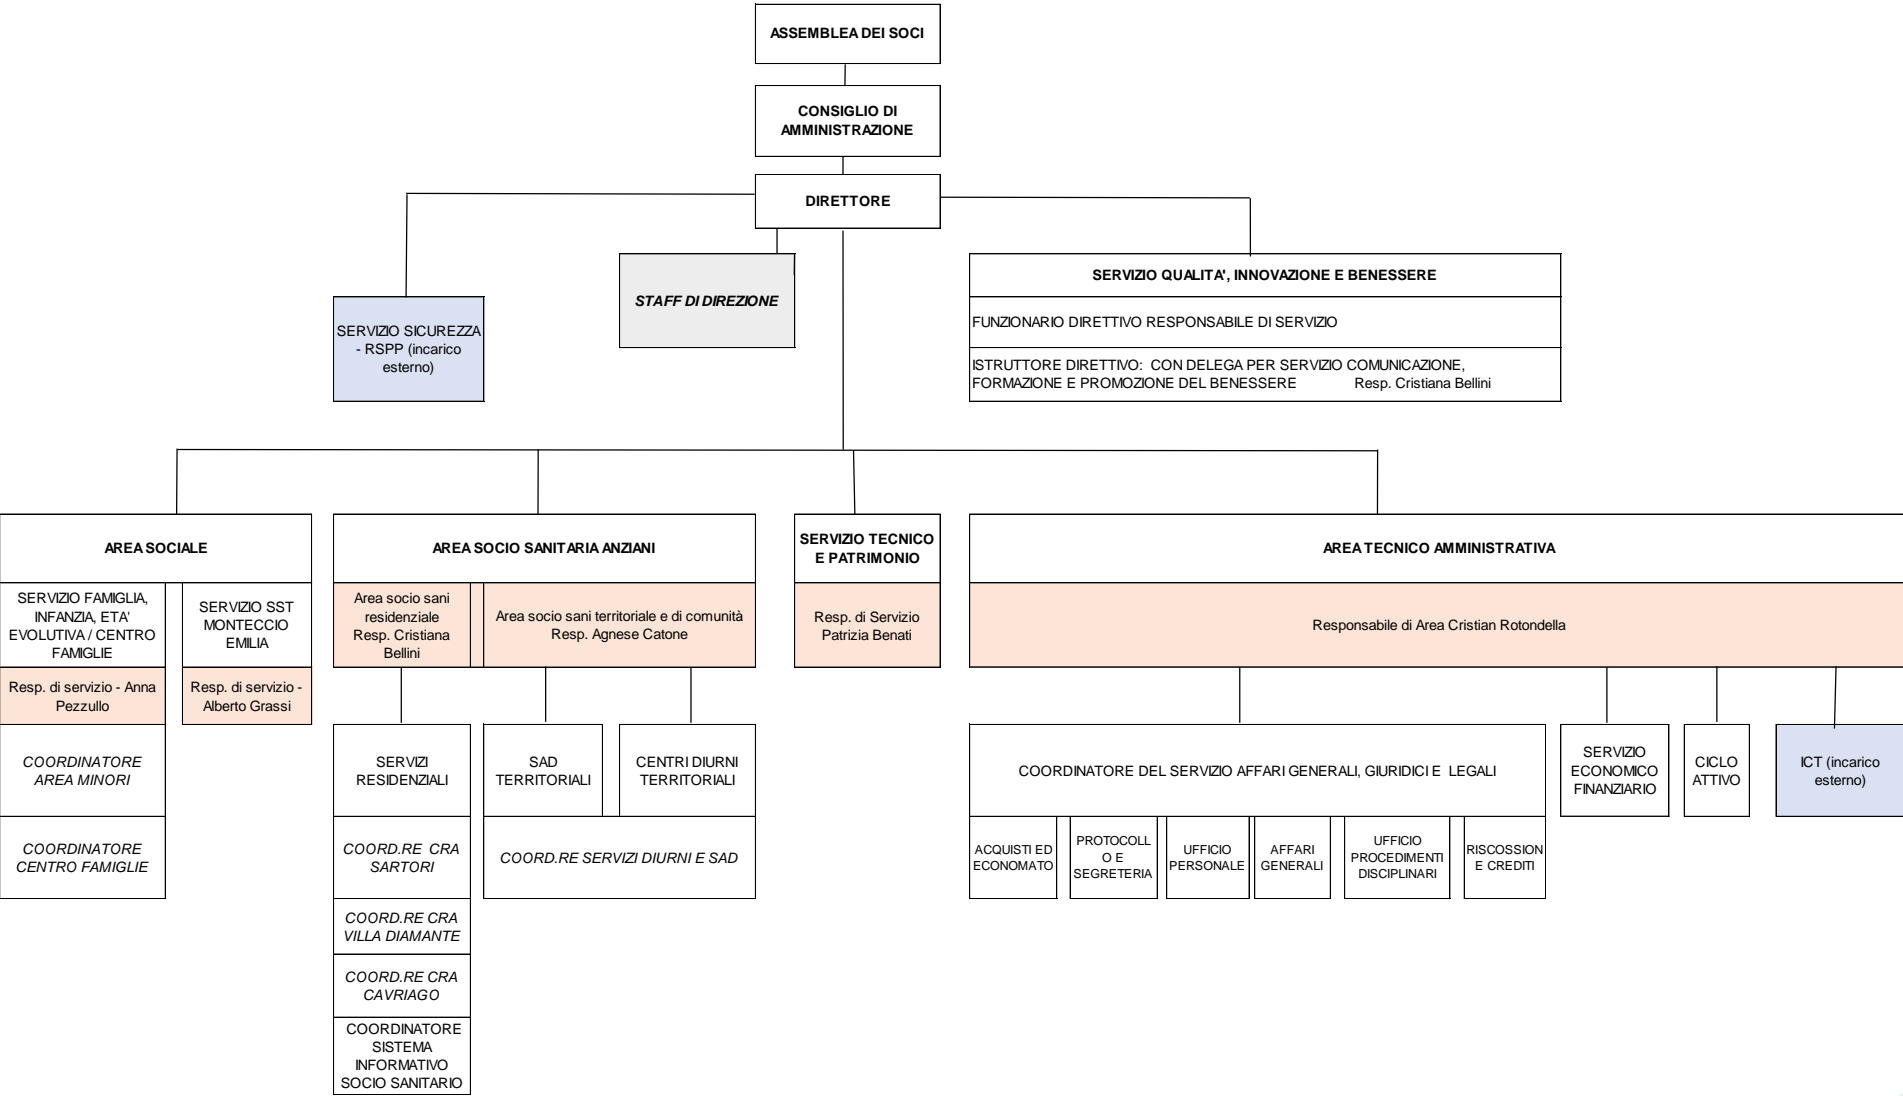 ASSEMBLEA DEI SOCI
CONSIGLIO DI
AMMINISTRAZIONE
DIRETTORE
SERVIZIO SICUREZZA
- RSPP (incarico
esterno)
STAFF DI DIREZIONE
SERVIZIO QUALITA', INNOVAZIONE E BENESSERE
FUNZIONARIO DIRETTIVO RESPONSABILE DI SERVIZIO
ISTRUTTORE DIRETTIVO: CON DELEGA PER SERVIZIO COMUNICAZIONE,
FORMAZIONE E PROMOZIONE DEL BENESSERE Resp. Cristiana Bellini
AREA SOCIALE
SERVIZIO FAMIGLIA,
INFANZIA, ETA'
EVOLUTIVA / CENTRO
FAMIGLIE
Resp. di servizio - Anna
Pezzullo
COORDINATORE
AREA MINORI
COORDINATORE
CENTRO FAMIGLIE
SERVIZIO SST
MONTECCIO
EMILIA
Resp. di servizio -
Alberto Grassi
AREA SOCIO SANITARIA ANZIANI
Area socio sani
residenziale
Resp. Cristiana
Bellini
Area socio sani territoriale e di comunità
Resp. Agnese Catone
SERVIZI
RESIDENZIALI
COORD.RE CRA
SARTORI
COORD.RE CRA
VILLA DIAMANTE
COORD.RE CRA
CAVRIAGO
COORDINATORE
SISTEMA
INFORMATIVO
SOCIO SANITARIO
SAD
TERRITORIALI
CENTRI DIURNI
TERRITORIALI
COORD.RE SERVIZI DIURNI E SAD
SERVIZIO TECNICO
E PATRIMONIO
Resp. di Servizio
Patrizia Benati
AREA TECNICO AMMINISTRATIVA
Responsabile di Area Cristian Rotondella
COORDINATORE DEL SERVIZIO AFFARI GENERALI, GIURIDICI E LEGALI
ACQUISTI ED
ECONOMATO
PROTOCOLL
O E
SEGRETERIA
UFFICIO
PERSONALE
AFFARI
GENERALI
UFFICIO
PROCEDIMENTI
DISCIPLINARI
RISCOSSION
E CREDITI
SERVIZIO
ECONOMICO
FINANZIARIO
CICLO
ATTIVO
ICT (incarico
esterno)